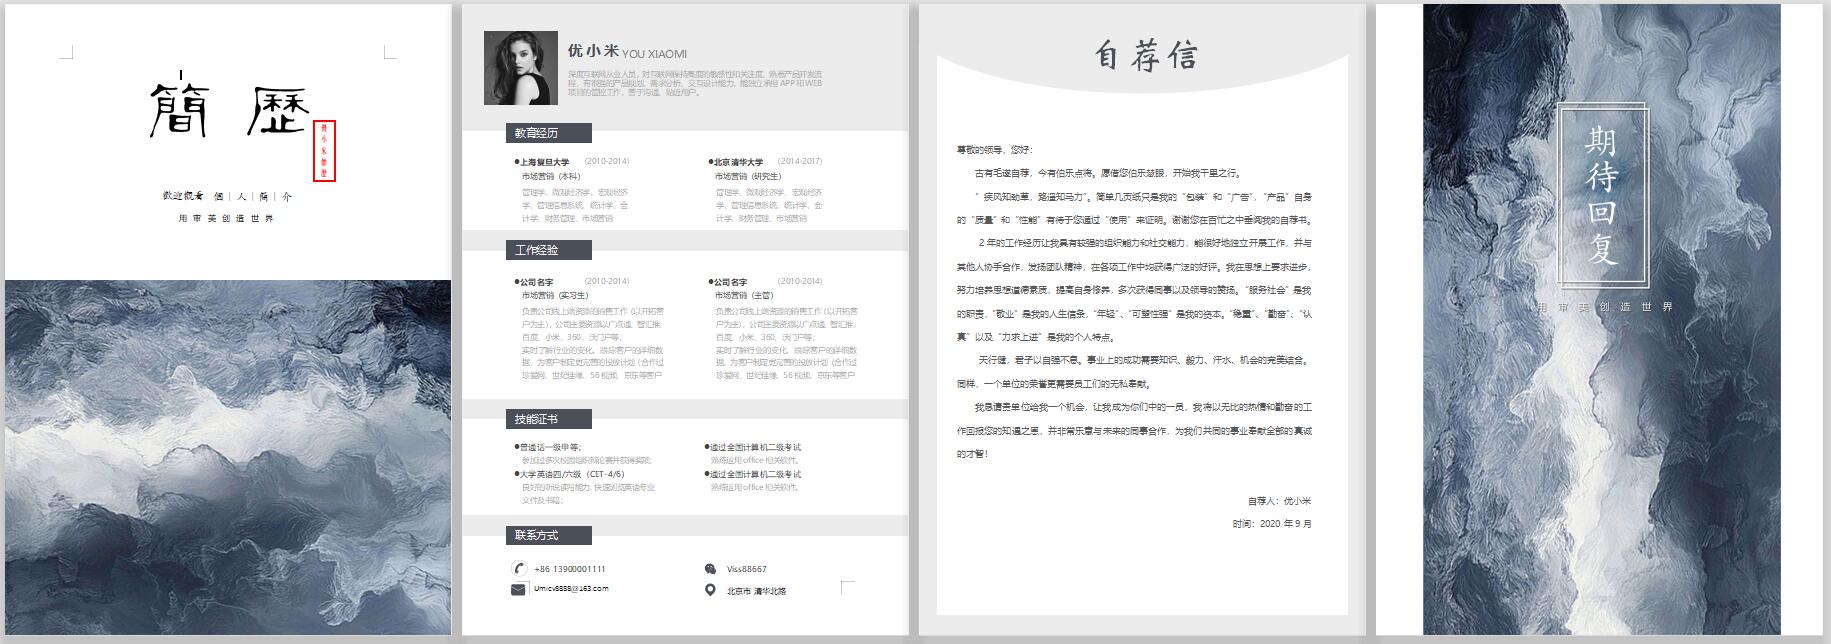 簡 歷
優小米簡歷
歡迎觀看 個｜人｜簡｜介
用 审 美 创 造 世 界
优小米 YOU XIAOMI
深度互联网从业人员，对互联网保持高度的敏感性和关注度，熟悉产品开发流
程，有很强的产品规划、需求分析、交互设计能力，能独立承担 APP 和 WEB
项目的管控工作，善于沟通，贴近用户。
教育经历
●上海复旦大学 （2010-2014）
市场营销（本科）
管理学、微观经济学、宏观经济
学、管理信息系统、统计学、会
计学、财务管理、市场营销
●北京清华大学 （2014-2017）
市场营销（研究生）
管理学、微观经济学、宏观经济
学、管理信息系统、统计学、会
计学、财务管理、市场营销
工作经验
●公司名字 （2010-2014）
市场营销（实习生）
负责公司线上端资源的销售工作（以开拓客
户为主），公司主要资源以广点通、智汇推、
百度、小米、360、沃门户等；
实时了解行业的变化，跟踪客户的详细数
据，为客户制定更完善的投放计划（合作过
珍爱网、世纪佳缘、56 视频、京东等客户
●公司名字 （2010-2014）
市场营销（主管）
负责公司线上端资源的销售工作（以开拓客
户为主），公司主要资源以广点通、智汇推、
百度、小米、360、沃门户等；
实时了解行业的变化，跟踪客户的详细数
据，为客户制定更完善的投放计划（合作过
珍爱网、世纪佳缘、56 视频、京东等客户
技能证书
●普通话一级甲等；
参加过多次校园组织辩论赛并获得奖项；
●大学英语四/六级（CET-4/6）
良好的听说读写能力，快速浏览英语专业
文件及书籍；
●通过全国计算机二级考试
熟练运用 office 相关软件。
●通过全国计算机二级考试
熟练运用 office 相关软件。
联系方式
+86 13900001111
Umicv8888@163.com
Viss88667
北京市 清华北路
自荐信
尊敬的领导，您好：
古有毛遂自荐，今有伯乐点将。愿借您伯乐慧眼，开始我千里之行。
“ 疾风知劲草，路遥知马力”。简单几页纸只是我的“包装”和“广告”，“产品”自身
的“质量”和“性能”有待于您通过“使用”来证明。谢谢您在百忙之中垂阅我的自荐书。
2 年的工作经历让我具有较强的组织能力和社交能力，能很好地独立开展工作，并与
其他人协手合作，发扬团队精神，在各项工作中均获得广泛的好评。我在思想上要求进步，
努力培养思想道德素质，提高自身修养，多次获得同事以及领导的赞扬。“服务社会”是我
的职责，“敬业”是我的人生信条，“年轻”、“可塑性强”是我的资本。“稳重”、“勤奋”、“认
真”以及“力求上进”是我的个人特点。
天行健，君子以自强不息。事业上的成功需要知识、毅力、汗水、机会的完美结合。
同样，一个单位的荣誉更需要员工们的无私奉献。
我恳请贵单位给我一个机会，让我成为你们中的一员，我将以无比的热情和勤奋的工
作回报您的知遇之恩，并非常乐意与未来的同事合作，为我们共同的事业奉献全部的真诚
的才智！
自荐人：优小米
时间：2020 年 9 月
期待回复
用 审 美 创 造 世 界